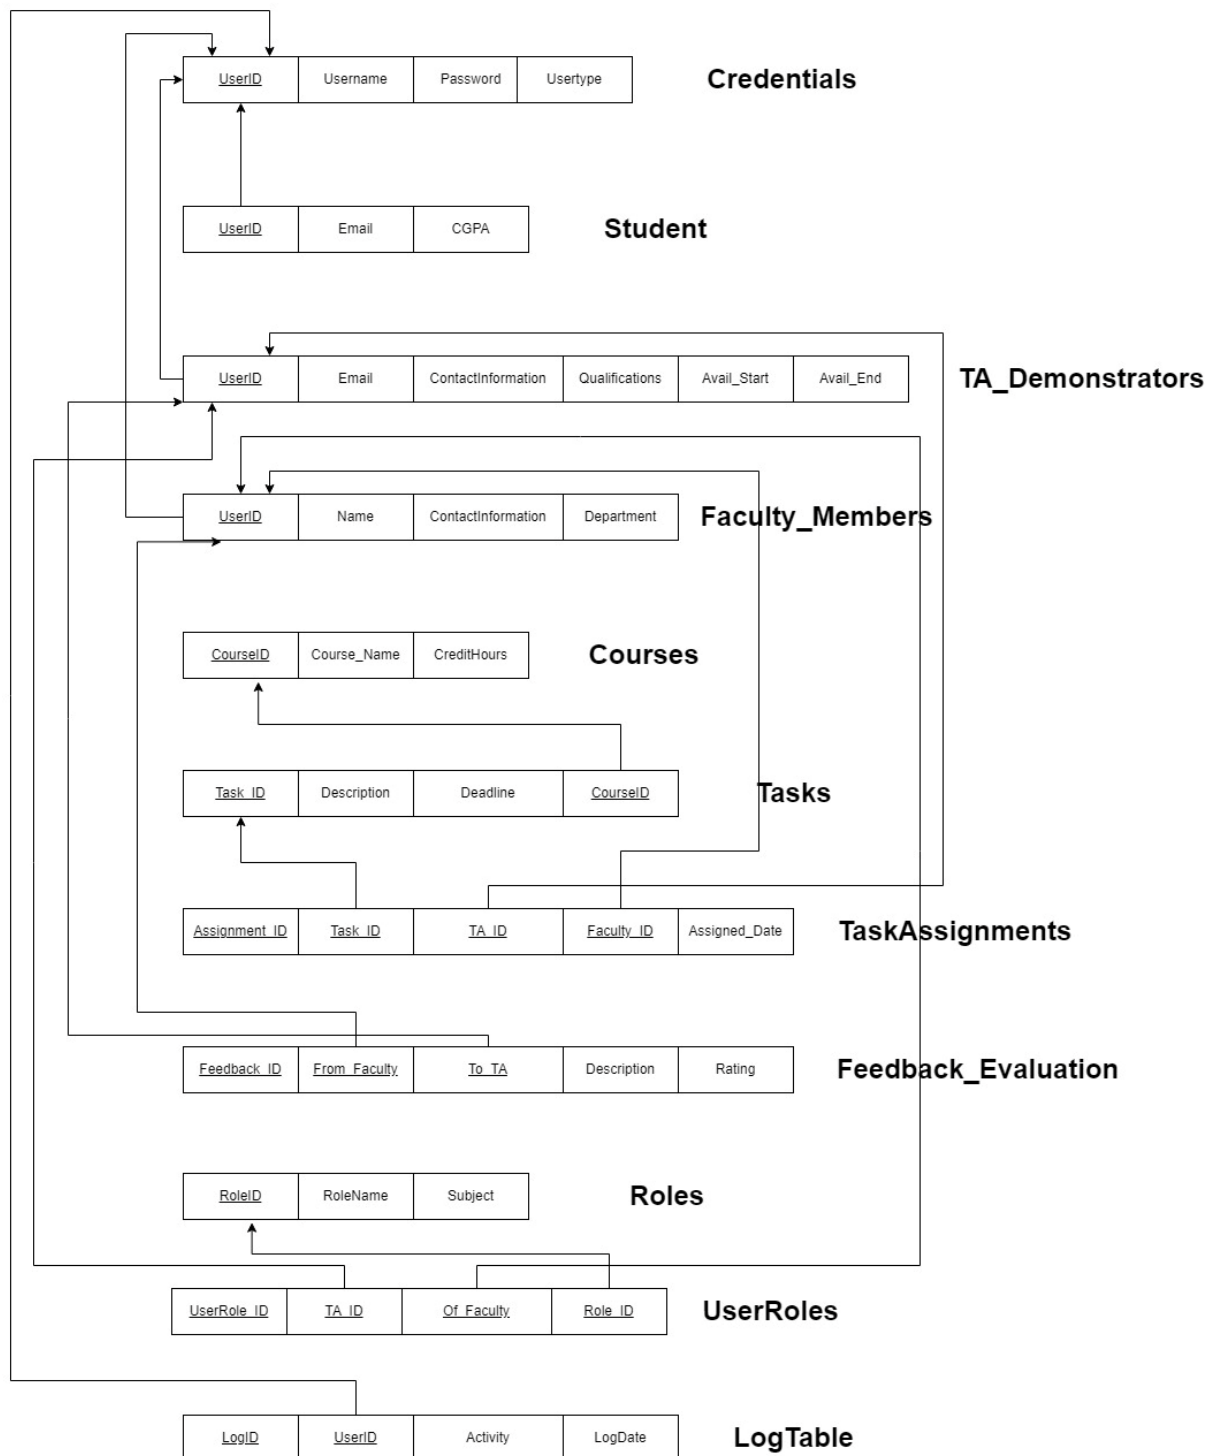 UserID Username Password Usertype Credentials
UserID Email CGPA Student
UserID Email ContactInformation Qualifications Avail_Start Avail_End TA_Demonstrators
UserID Name ContactInformation Department Faculty_Members
CourseID Course_Name CreditHours Courses
Task_ID Description Deadline CourseID Tasks
Assignment_ID Task_ID TA_ID Faculty_ID Assigned_Date TaskAssignments
Feedback_ID From_Faculty To_TA Description Rating Feedback_Evaluation
RoleID RoleName Subject Roles
UserRole_ID TA_ID Of_Faculty Role_ID UserRoles
LogID UserID Activity LogDate LogTable